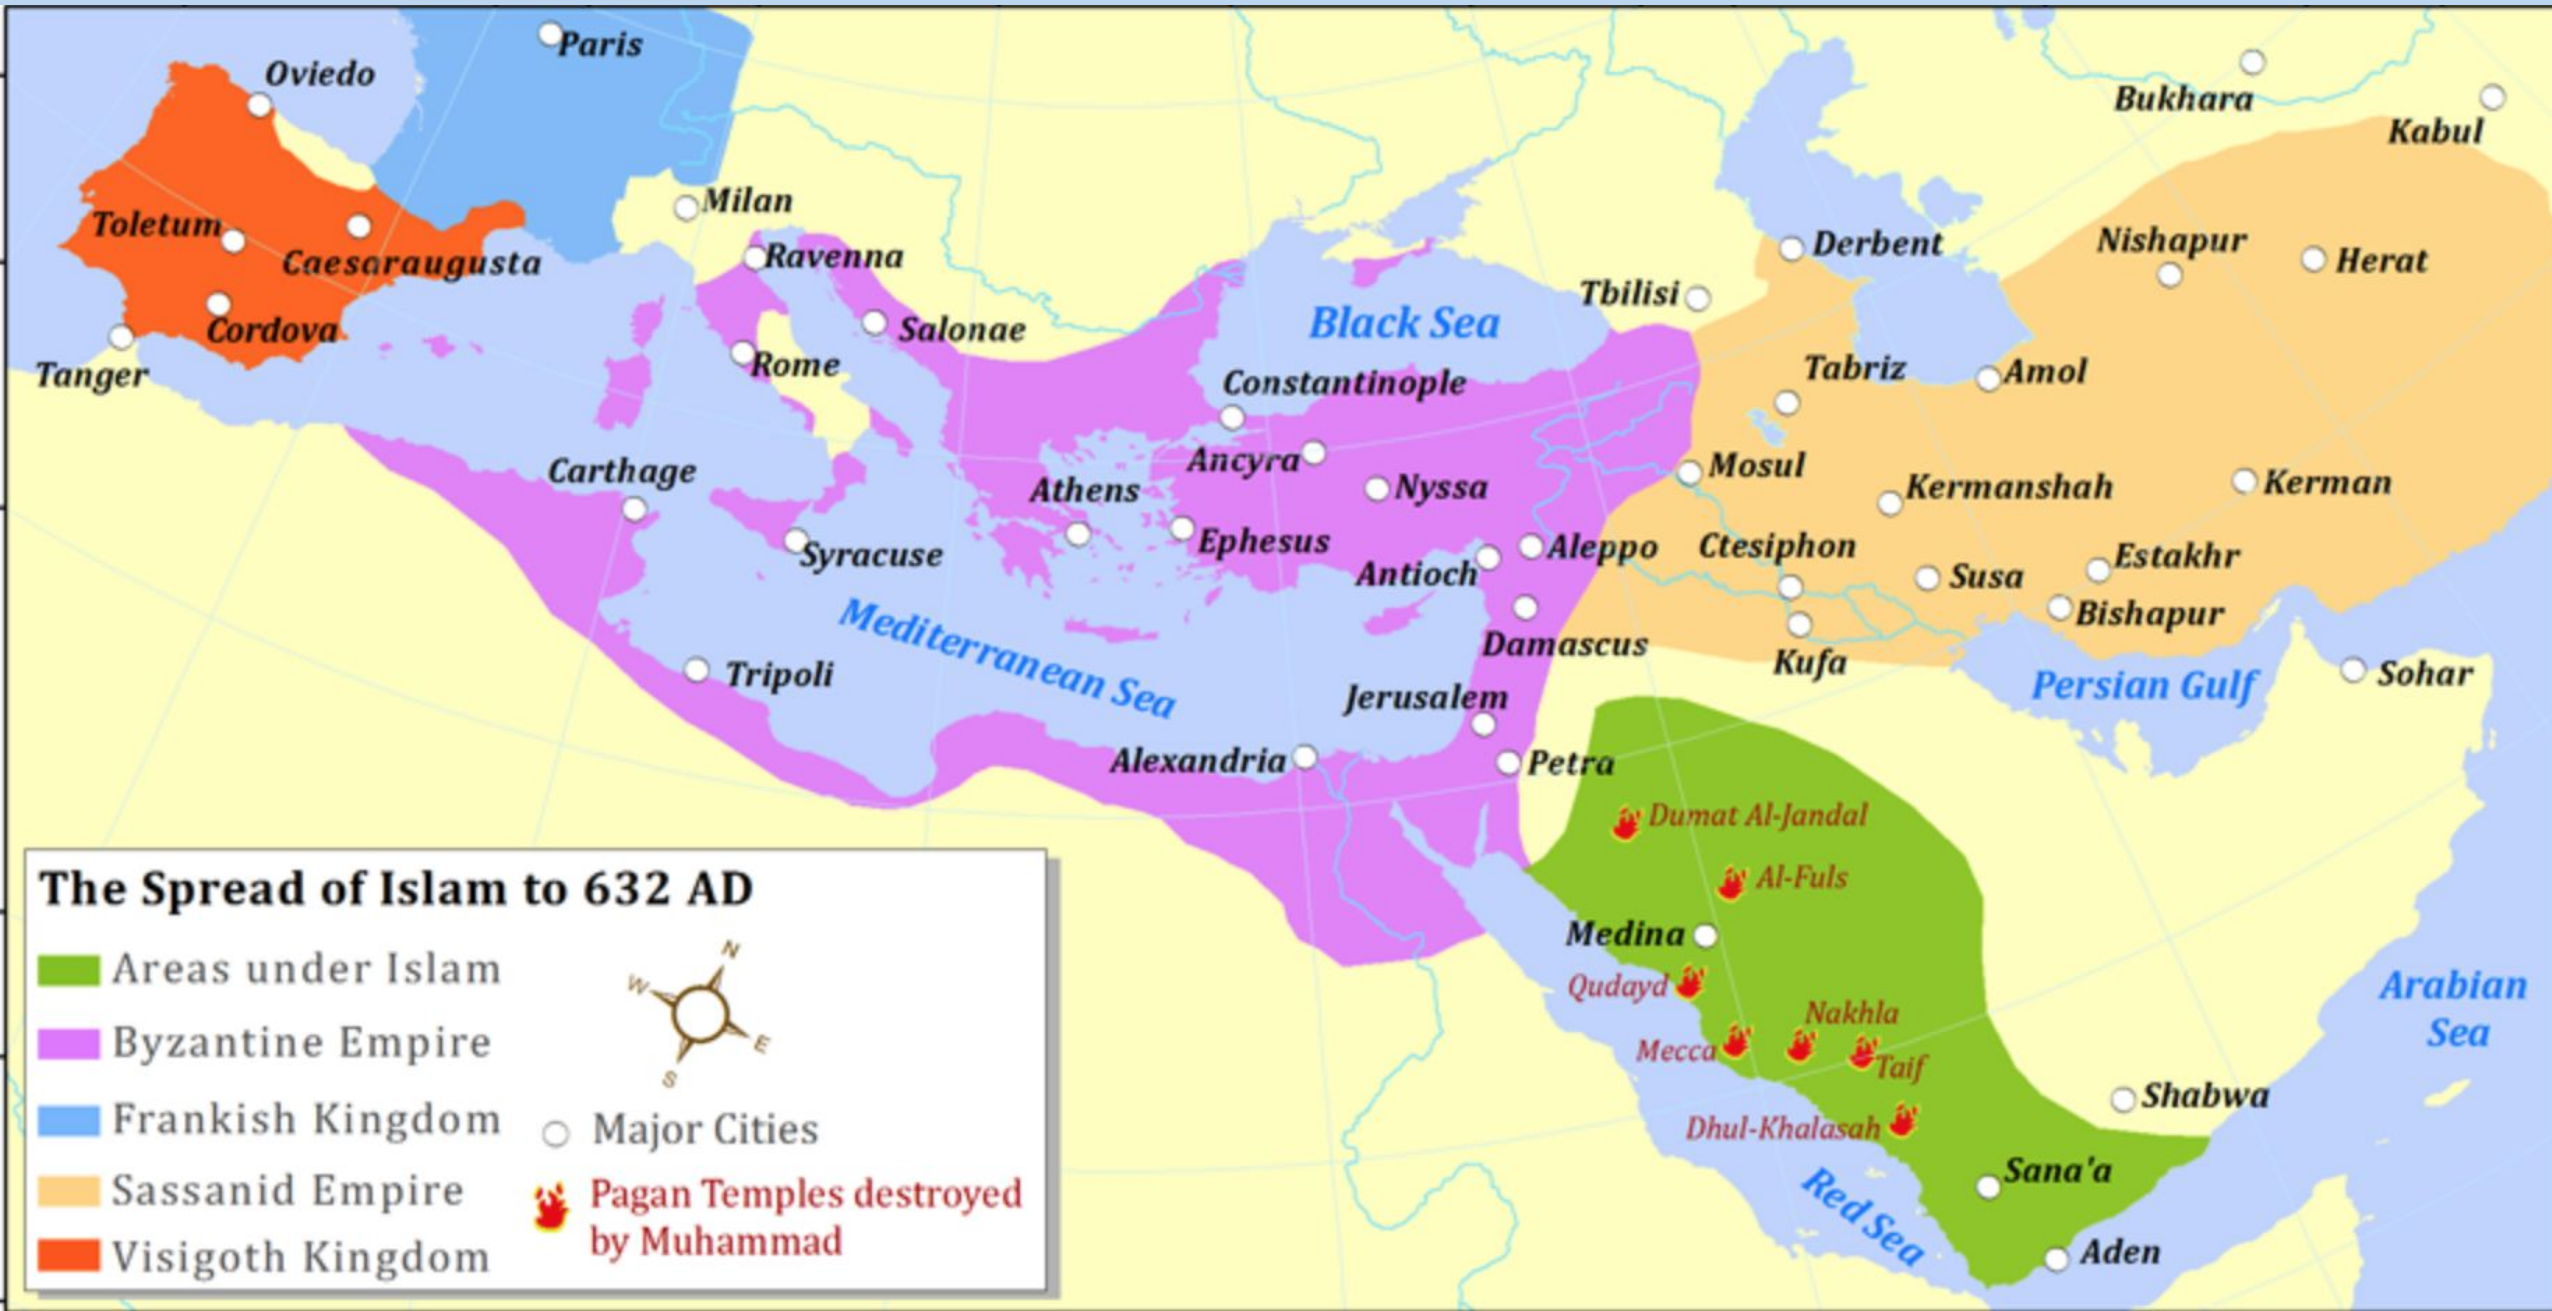 Paris
Oviedo
Bukhara
Kabul
Milan
Toletum
Caesaraugusta
Ravenna
Derbent
Nishapur
Herat
Tbilisi
Cordova
Salonae
Black Sea
Tanger
Rome
Constantinople
Tabriz
Amol
Carthage
Ancyra
Mosul
Athens
Nyssa
Kermanshah
Kerman
Syracuse
Ephesus
Antioch
Aleppo
Ctesiphon
Susa
Estakhr
Bishapur
Mediterranean Sea
Damascus
Kufa
Tripoli
Jerusalem
Persian Gulf
Sohar
Alexandria
Petra
Dumat Al-Jandal
Al-Fuls
Medina
Qudayd
Nakhla
Mecca
Taif
Arabian
Sea
Shabwa
Dhul-Khalasah
Sana'a
Red Sea
Aden
The Spread of Islam to 632 AD
Areas under Islam
Byzantine Empire
Frankish Kingdom
Sassanid Empire
Visigoth Kingdom
N
W
E
S
Major Cities
Pagan Temples destroyed
by Muhammad